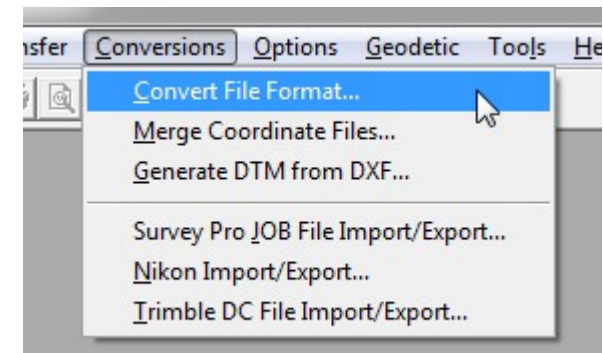 Conversions Options Geodetic Tools
Convert File Format...
Merge Coordinate Files...
Generate DTM from DXF...
Survey Pro JOB File Import/Export...
Nikon Import/Export...
Trimble DC File Import/Export...